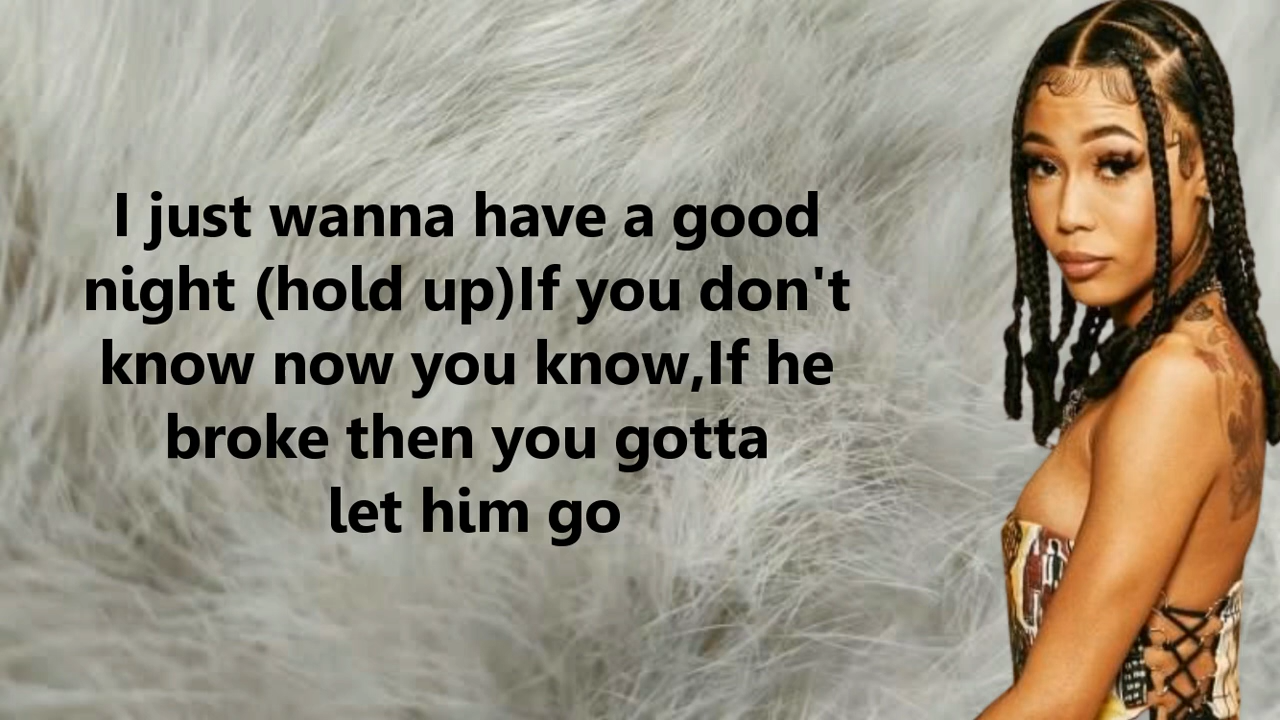 I just wanna have a good
night (hold up)If you don't
know now you know,If he
broke then you gotta
let him go